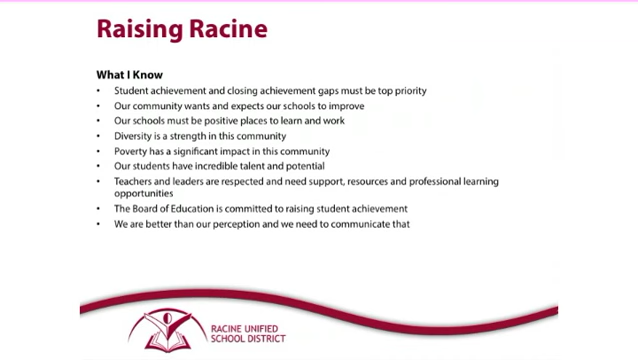 Raising Racine
What I Know
• Student achievement and closing achievement gaps must be top priority
• Our community wants and expects our schools to improve
• Our schools must be positive places to learn and work
• Diversity is a strength in this community
• Poverty has a significant impact in this community
• Our students have incredible talent and potential
• Teachers and leaders are respected and need support, resources and professional learning
opportunities
• The Board of Education is committed to raising student achievement
• We are better than our perception and we need to communicate that
RACINE UNIFIED
SCHOOL DISTRICT